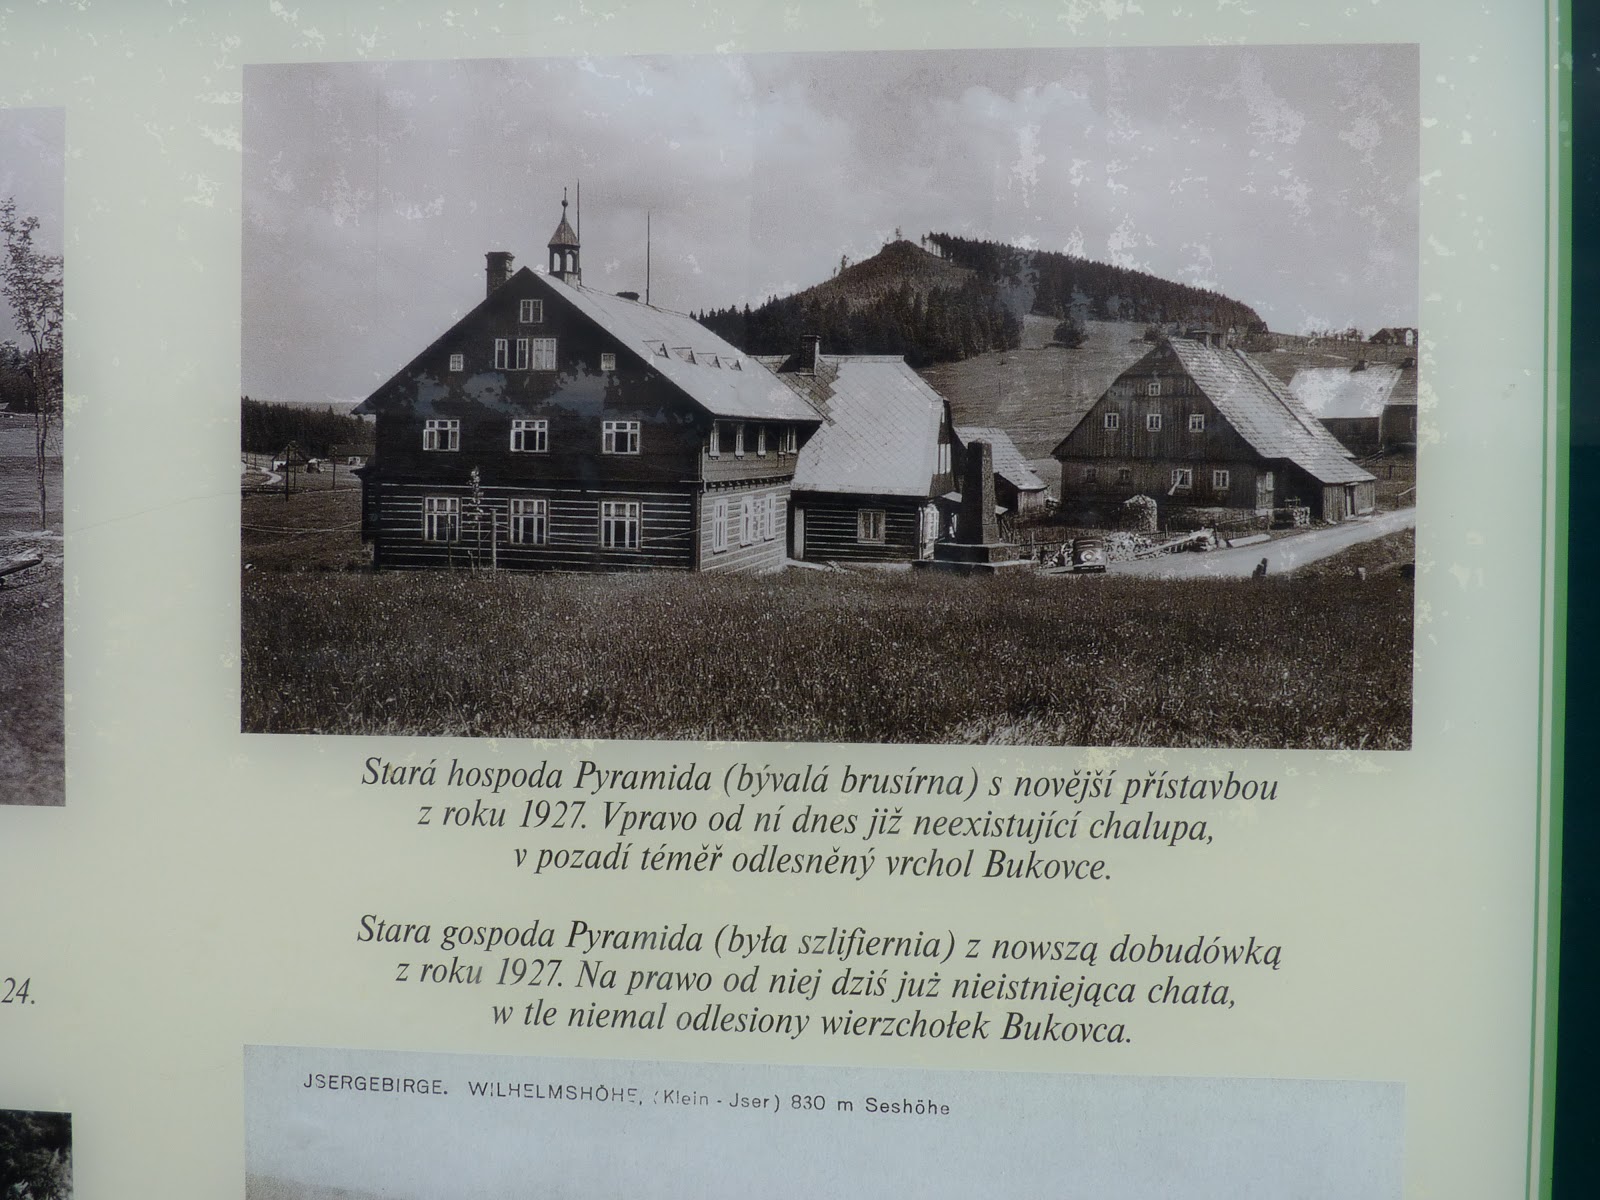 Stará hospoda Pyramida (bývalá brusírna) s novější přístavbou
z roku 1927. Vpravo od ní dnes již neexistující chalupa,
v pozadí téměř odlesněný vrchol Bukovce.
Stara gospoda Pyramida (była szlifiernia) z nowszą dobudówką
z roku 1927. Na prawo od niej dziś już nieistniejąca chata,
w tle niemal odlesiony wierzchołek Bukovca.
24.
JSERGEBIRGE. WILHELMSHÖHE, (Klein - Jser) 830 m Seshöhe